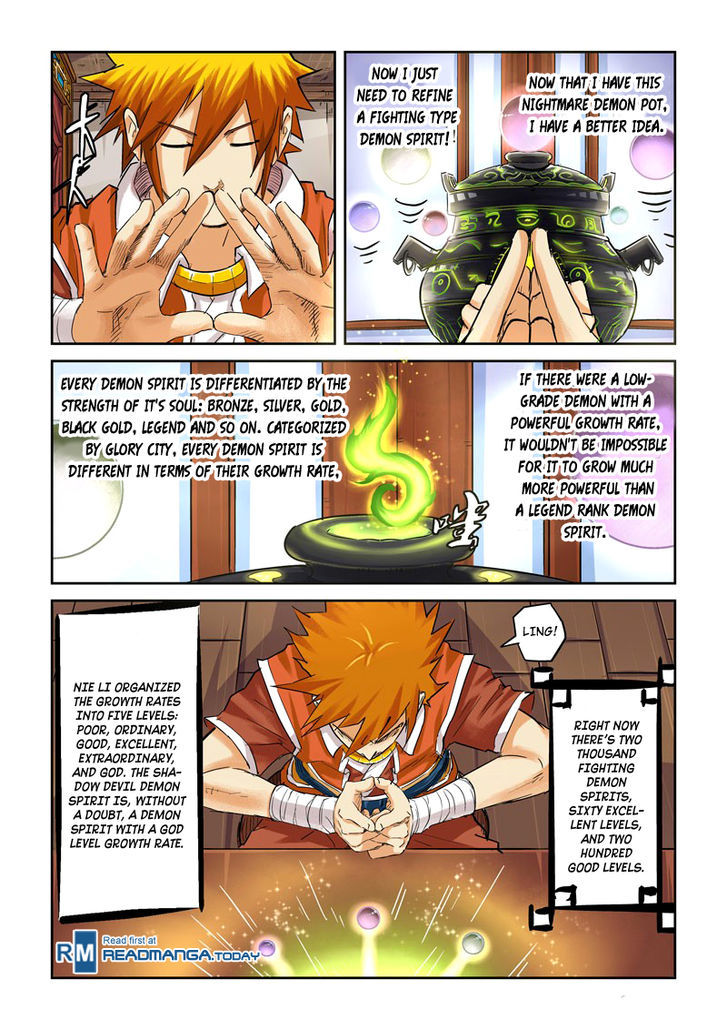 NOW I JUST
NEED TO REFINE
A FIGHTING TYPE
DEMON SPIRIT!
NOW THAT I HAVE THIS
NIGHTMARE DEMON POT,
I HAVE A BETTER IDEA.
EVERY DEMON SPIRIT IS DIFFERENTIATED BY THE
STRENGTH OF IT'S SOUL: BRONZE, SILVER, GOLD,
BLACK GOLD, LEGEND AND SO ON. CATEGORIZED
BY GLORY CITY, EVERY DEMON SPIRIT IS
DIFFERENT IN TERMS OF THEIR GROWTH RATE,
IF THERE WERE A LOW-
GRADE DEMON WITH A
POWERFUL GROWTH RATE,
IT WOULDN'T BE IMPOSSIBLE
FOR IT TO GROW MUCH
MORE POWERFUL THAN
A LEGEND RANK DEMON
SPIRIT.
哇
LING!
NIE LI ORGANIZED
THE GROWTH RATES
INTO FIVE LEVELS:
POOR, ORDINARY,
GOOD, EXCELLENT,
EXTRAORDINARY,
AND GOD. THE SHA-
DOW DEVIL DEMON
SPIRIT IS, WITHOUT
A DOUBT, A DEMON
SPIRIT WITH A GOD
LEVEL GROWTH RATE.
RIGHT NOW
THERE'S TWO
THOUSAND
FIGHTING
DEMON
SPIRITS,
SIXTY EXCEL-
LENT LEVELS,
AND TWO
HUNDRED
GOOD LEVELS.
RM
Read first at
READMANGA.TODAY